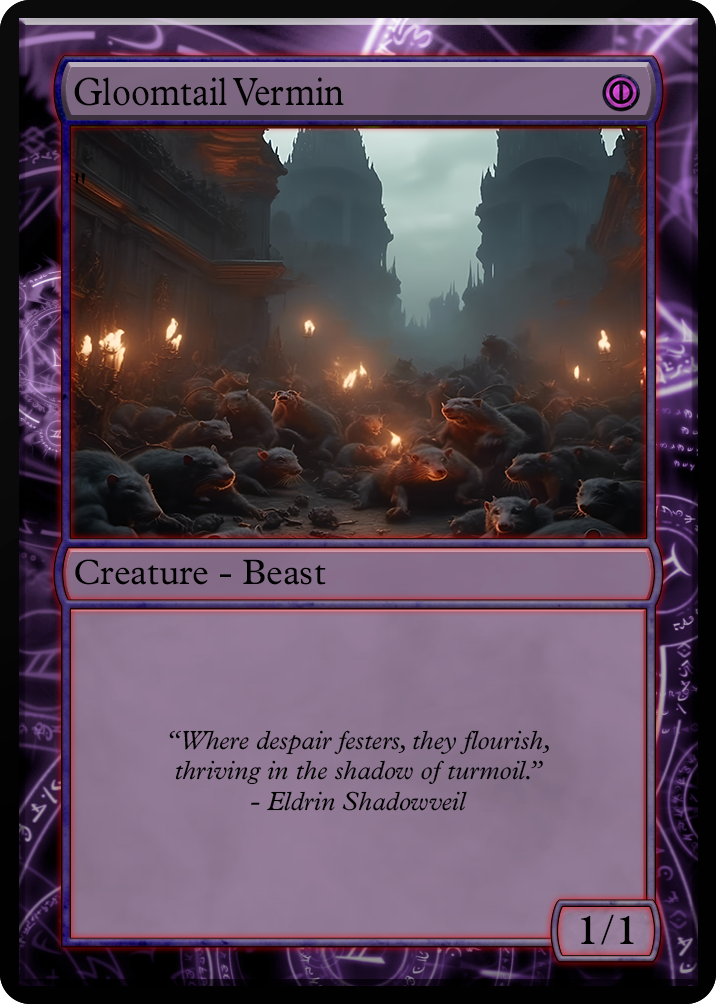 Gloomtail Vermin
Creature - Beast
“Where despair festers, they flourish,
thriving in the shadow of turmoil.”
- Eldrin Shadowveil
1/1